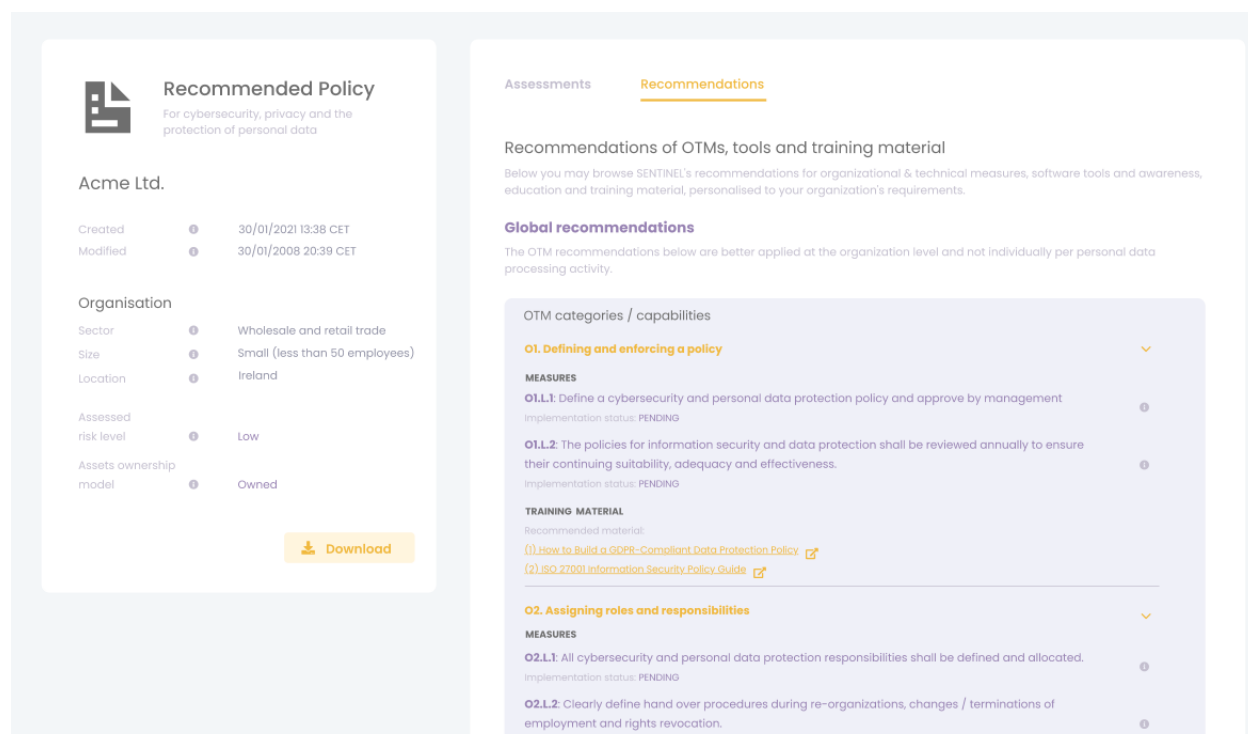 Recommended Policy
For cybersecurity, privacy and the
protection of personal data
Acme Ltd.
Created 30/01/2021 13:38 CET
Modified 30/01/2008 20:39 CET
Organisation
Sector Wholesale and retail trade
Size Small (less than 50 employees)
Location Ireland
Assessed
risk level Low
Assets ownership
model Owned
Download
Assessments Recommendations
Recommendations of OTMs, tools and training material
Below you may browse SENTINEL's recommendations for organizational & technical measures, software tools and awareness,
education and training material, personalised to your organization's requirements.
Global recommendations
The OTM recommendations below are better applied at the organization level and not individually per personal data
processing activity.
OTM categories / capabilities
O1. Defining and enforcing a policy
MEASURES
O1.L.1: Define a cybersecurity and personal data protection policy and approve by management
Implementation status: PENDING
O1.L.2: The policies for information security and data protection shall be reviewed annually to ensure
their continuing suitability, adequacy and effectiveness.
Implementation status: PENDING
TRAINING MATERIAL
Recommended material:
(1) How to Build a GDPR-Compliant Data Protection Policy
(2) ISO 27001 Information Security Policy Guide
O2. Assigning roles and responsibilities
MEASURES
O2.L.1: All cybersecurity and personal data protection responsibilities shall be defined and allocated.
Implementation status: PENDING
O2.L.2: Clearly define hand over procedures during re-organizations, changes / terminations of
employment and rights revocation.